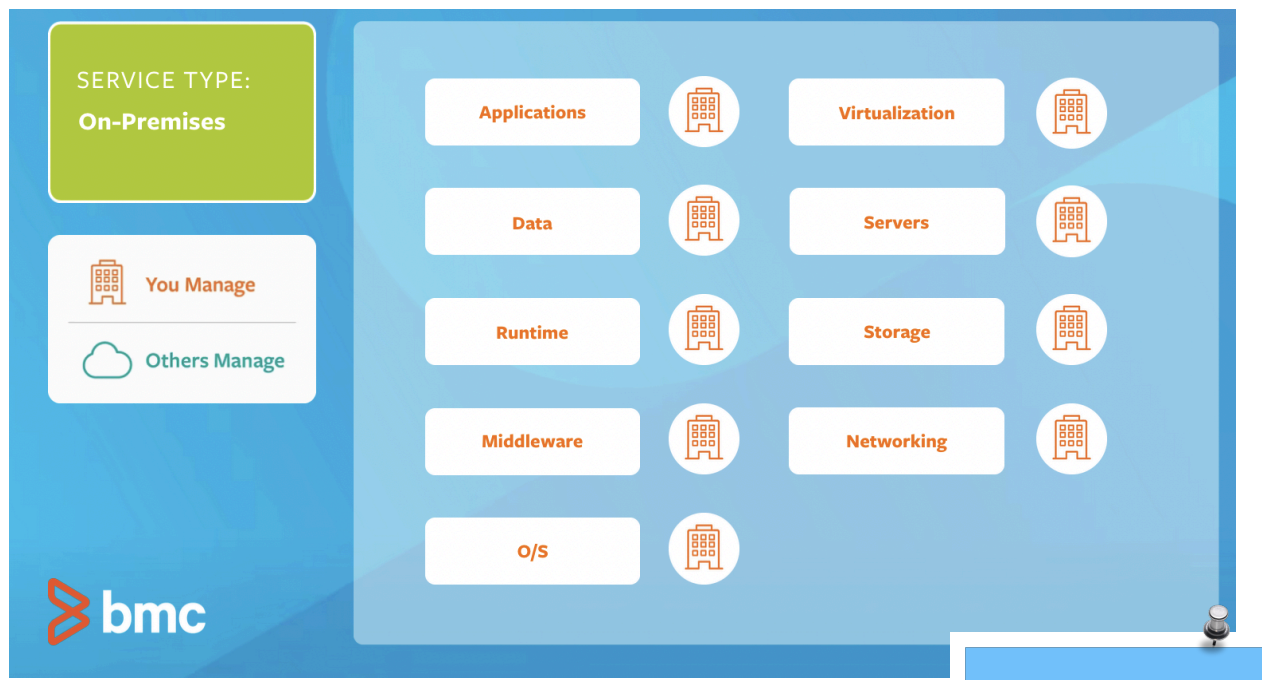 SERVICE TYPE:
On-Premises
You Manage
Others Manage
Applications
Virtualization
Data
Servers
Runtime
Storage
Middleware
Networking
O/S
bmc